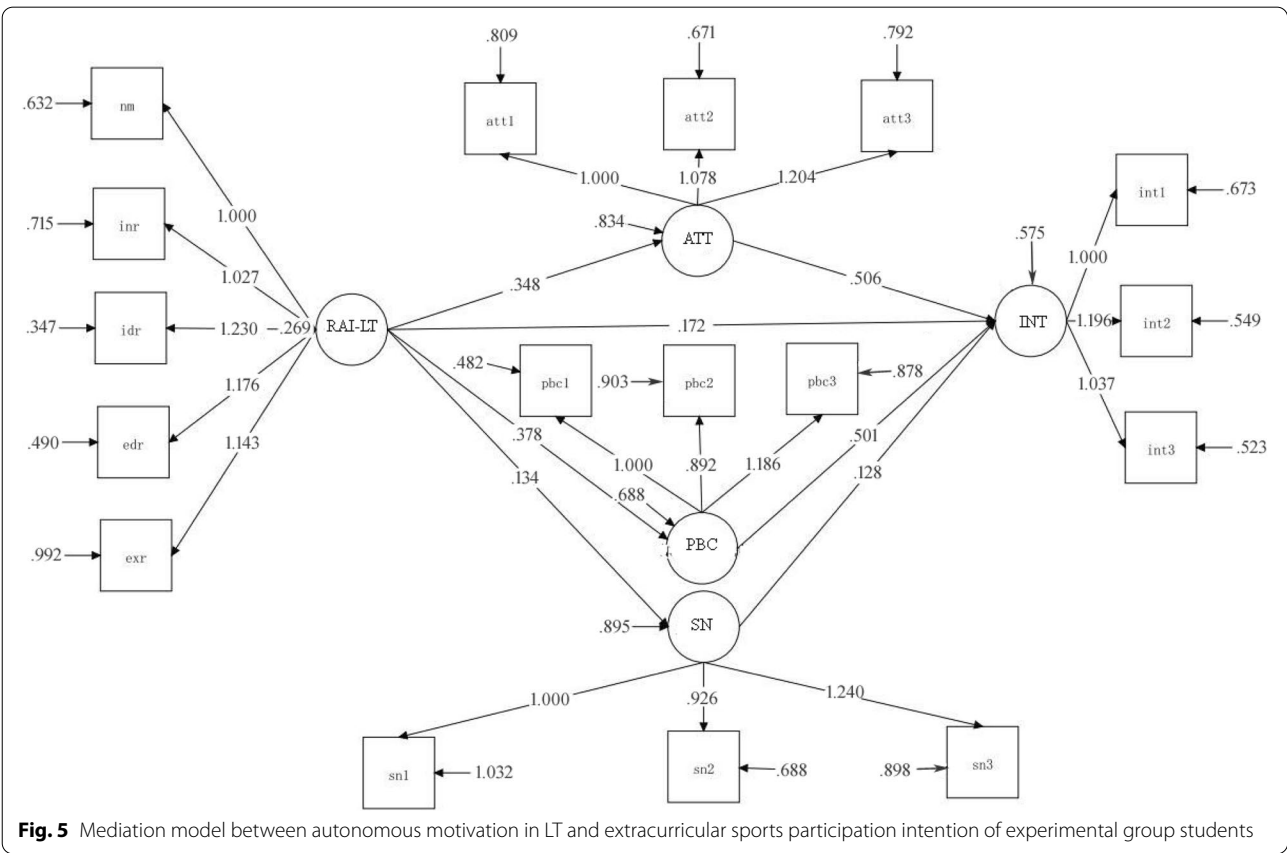 .809
.671
.792
.632
nm
att1
att2
att3
1.000
1.078
1.204
int1
.673
.715
inr
1.000
.834
ATT
.575
1.027
1.000
.348
.506
.347
idr
1.230
.269
RAI-LT
.172
INT
1.196
int2
.549
.482
pbc1
.903
pbc2
pbc3
.878
1.176
1.037
.490
edr
1.143
.378
.501
int3
.523
.134
1.000
.892
1.186
.128
.688
.992
exr
PBC
.895
SN
1.000
.926
1.240
sn1
1.032
sn2
.688
.898
sn3
Fig. 5 Mediation model between autonomous motivation in LT and extracurricular sports participation intention of experimental group students